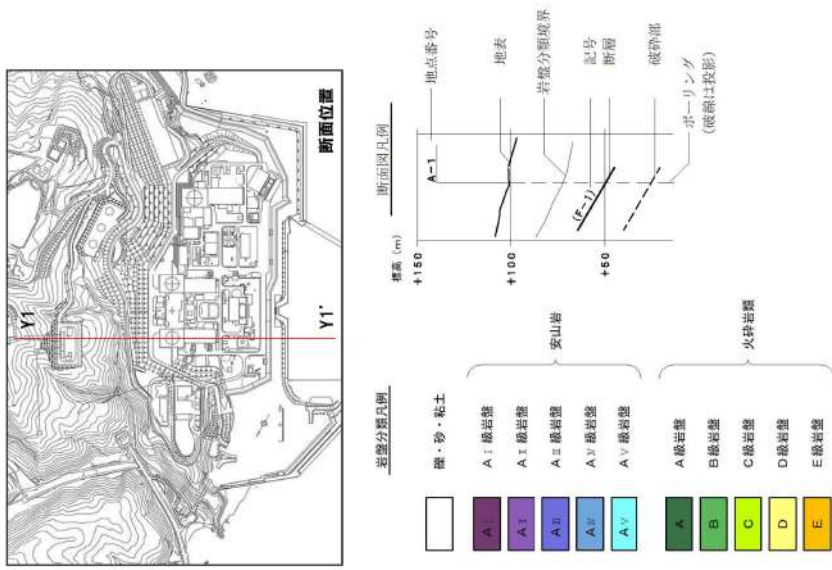 Y1
Y1'
断面位置
岩盤分類凡例
礫・砂・粘土
AⅠ級岩盤
AⅡ級岩盤
AⅢ級岩盤
AⅣ級岩盤
AⅤ級岩盤
安山岩
A級岩盤
B級岩盤
C級岩盤
D級岩盤
E級岩盤
火砕岩類
AⅠ
AⅡ
AⅢ
AⅣ
AⅤ
A
B
C
D
E
断面図凡例
標高 (m)
+150
+100
+50
A-1
(F-1)
地点番号
地表
岩盤分類境界
記号
断層
破砕部
ボーリング
(破線は投影)